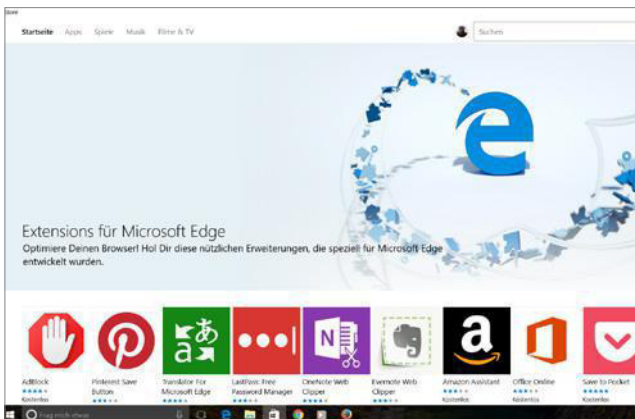 Store
Startseite Apps Spiele Musik Filme & TV Suchen
Extensions für Microsoft Edge
Optimiere Deinen Browser! Hol Dir diese nützlichen Erweiterungen, die speziell für Microsoft Edge
entwickelt wurden.
AdBlock
Kostenlos
Pinterest Save
Button
Translator For
Microsoft Edge
LastPass: Free
Password Manager
OneNote Web
Clipper
Evernote Web
Clipper
Amazon Assistant
Kostenlos
Office Online
Kostenlos
Save to Pocket
Kostenlos
Frag mich etwas